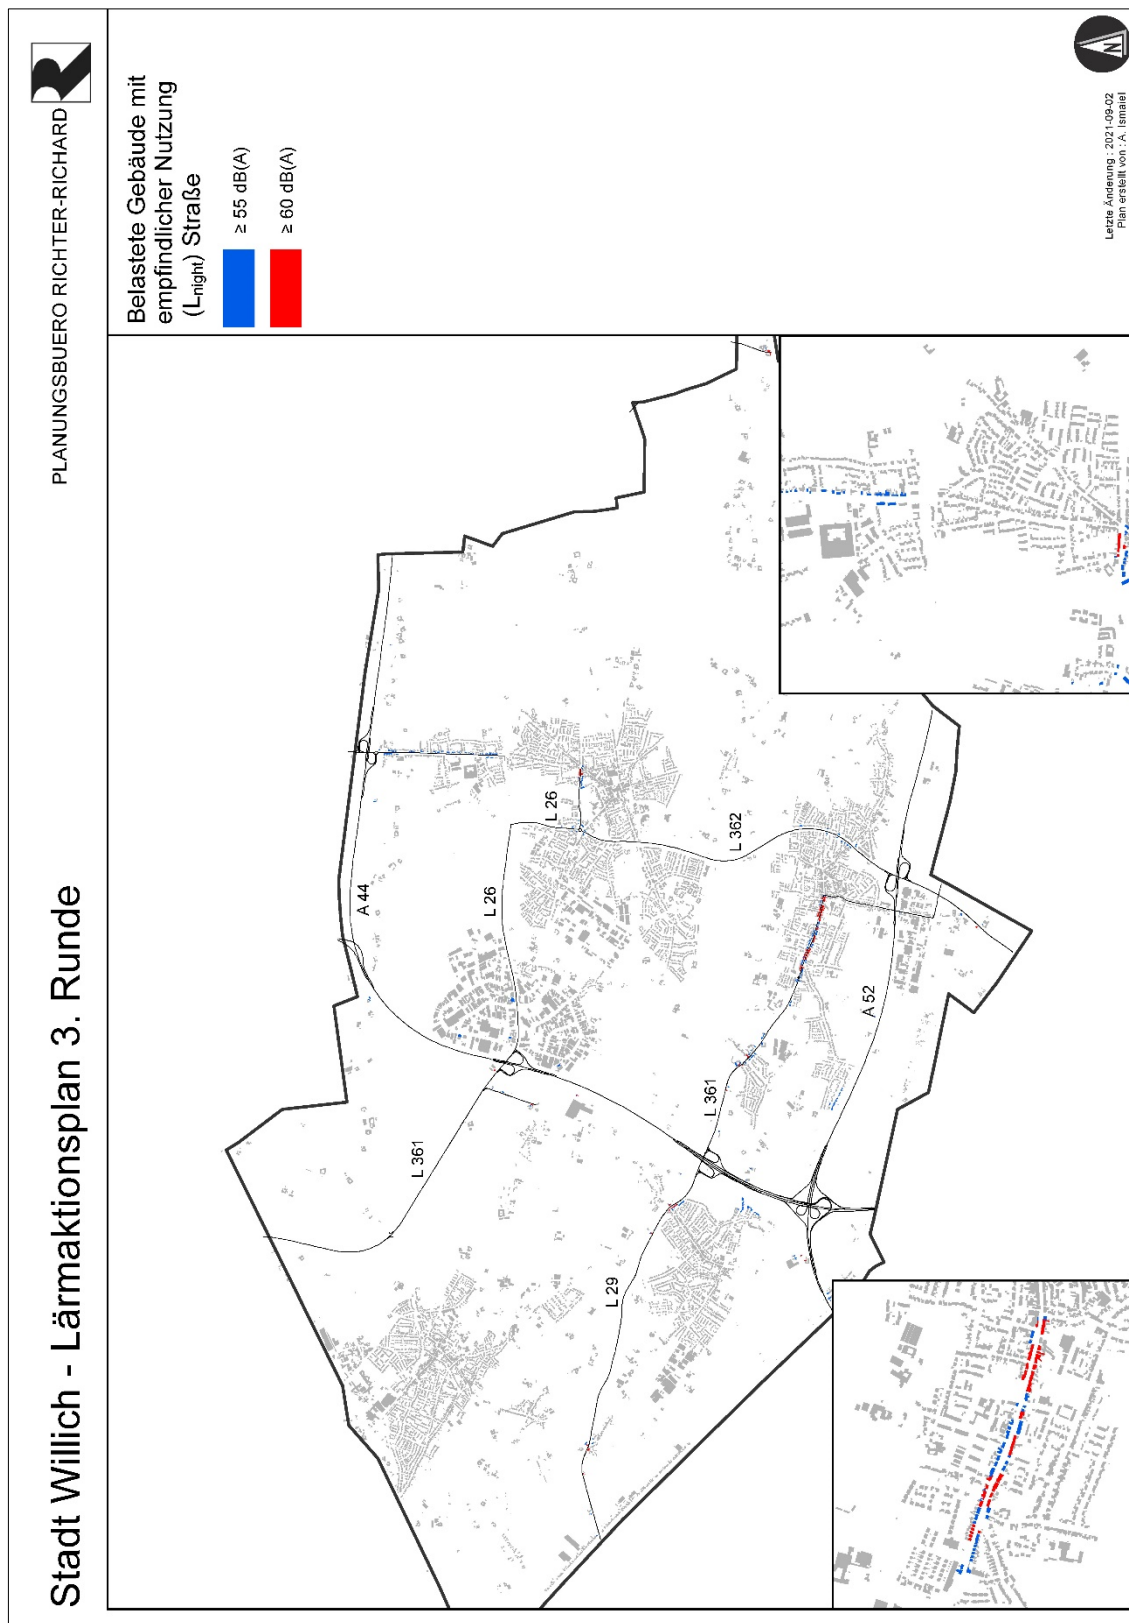 Stadt Willich - Lärmaktionsplan 3. Runde
PLANUNGSBUERO RICHTER-RICHARD
Belastete Gebäude mit
empfindlicher Nutzung
(Lnight) Straße
≥ 55 dB(A)
≥ 60 dB(A)
A 44
L 361
L 26
L 26
L 29
L 361
L 362
A 52
N
Letzte Änderung : 2021-09-02
Plan erstellt von : A. Ismaiel